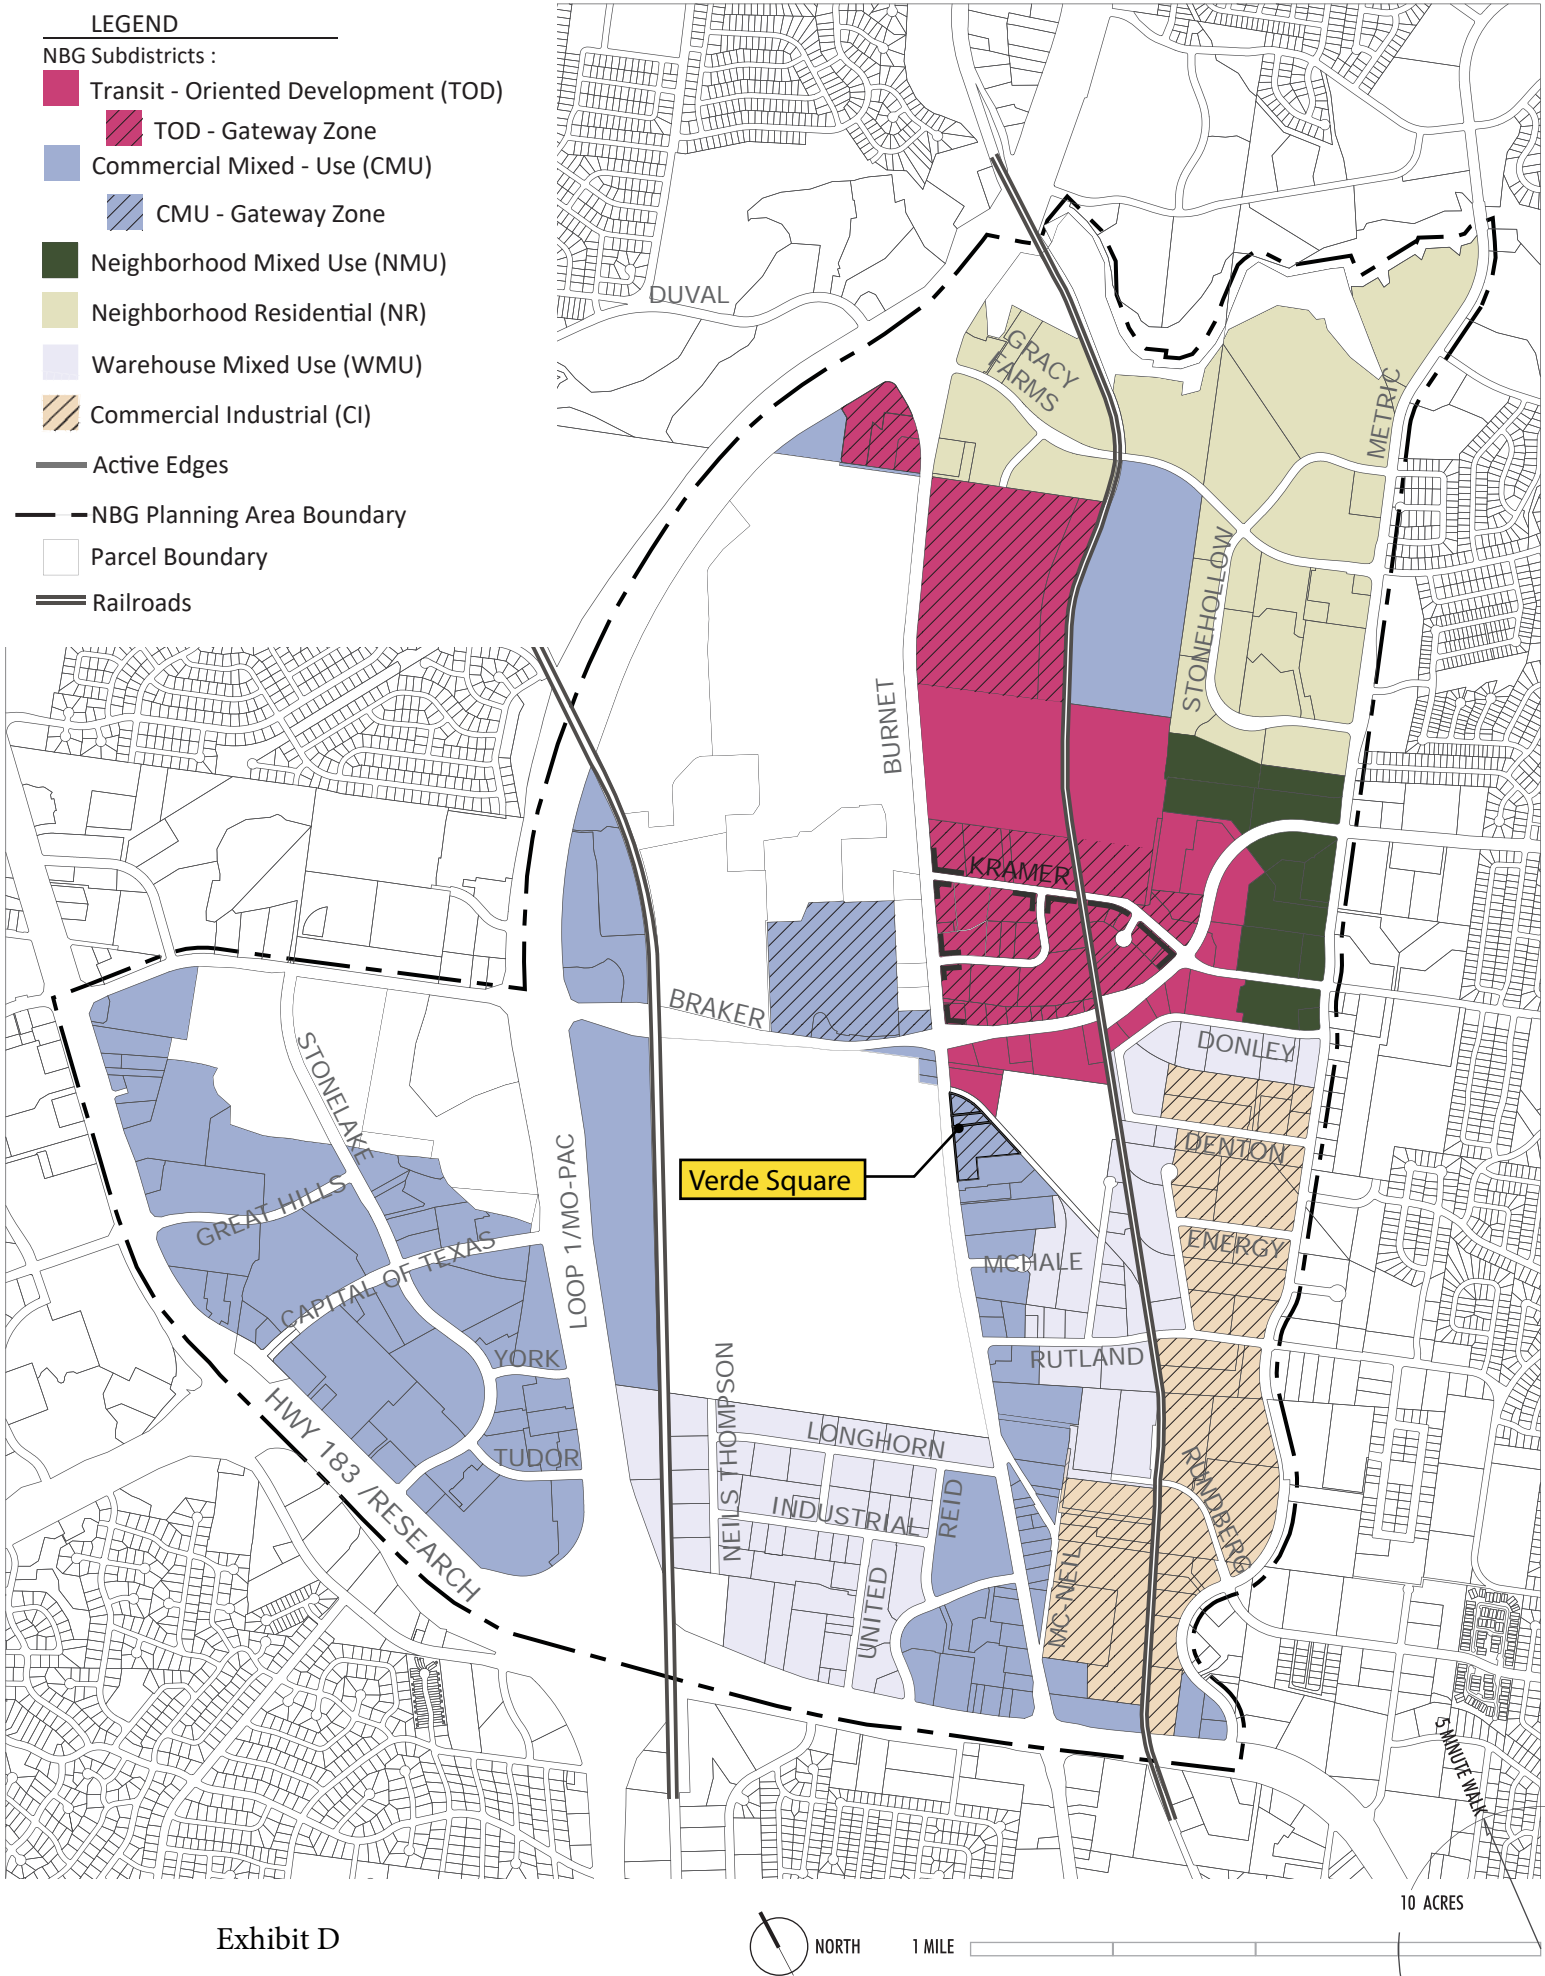 LEGEND
NBG Subdistricts :
Transit - Oriented Development (TOD)
TOD - Gateway Zone
Commercial Mixed - Use (CMU)
CMU - Gateway Zone
Neighborhood Mixed Use (NMU)
Neighborhood Residential (NR)
Warehouse Mixed Use (WMU)
Commercial Industrial (CI)
Active Edges
NBG Planning Area Boundary
Parcel Boundary
Railroads
DUVAL
GRACY
FARMS
METRIC
STONEHOLLOW
BURNET
KRAMER
BRAKER
DONLEY
STONELAKE
DENTON
LOOP 1/MO-PAC
Verde Square
GREAT HILLS
ENERGY
CAPITAL OF TEXAS
MCHALE
YORK
RUTLAND
HWY 183 /RESEARCH
NEILS THOMPSON
LONGHORN
TUDOR
RUNDBERG
REID
INDUSTRIAL
UNITED
MC NEIL
5 MINUTE WALK
10 ACRES
Exhibit D
NORTH
1 MILE